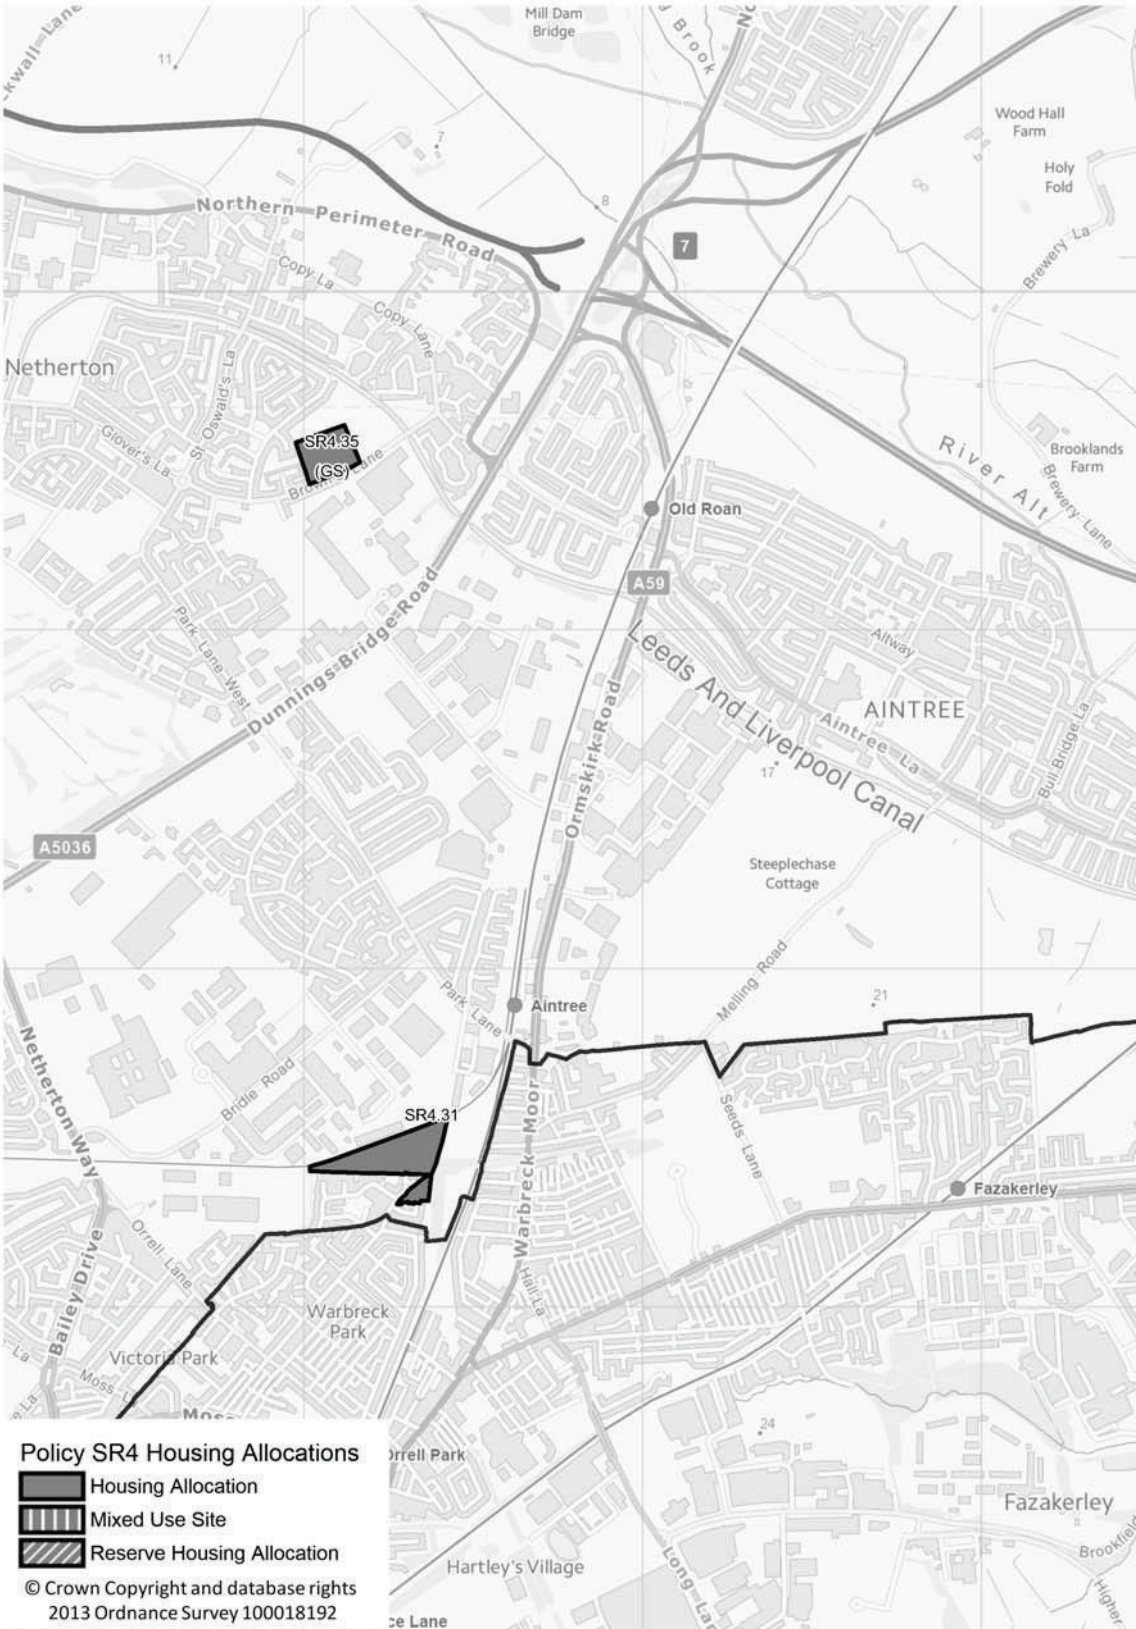 Mill Dam
Bridge
Brook
11
7
8
Wood Hall
Farm
Holy
Fold
Northern Perimeter Road
7
Brewery La
Copy La
Copy Lane
Netherton
St. Oswald's La
Glover's La
SR4.35
(GS)
Lane
River Alt
Brooklands
Farm
Brewery Lane
Old Roan
A59
Park Lane West
Dunnings Bridge Road
Leeds And Liverpool Canal
Altway
AINTREE
Aintree La
Bull Bridge La
Ormskirk Road
17
A5036
Steeplechase
Cottage
Melling Road
Park Lane
Aintree
21
Netherton Way
Bridle Road
SR4.31
Warbreck Moor
Seeds Lane
Fazakerley
Orrell Lane
Bailey Drive
Hall La
Warbreck
Park
Victoria Park
La
Moss
Policy SR4 Housing Allocations
Housing Allocation
Mixed Use Site
Reserve Housing Allocation
© Crown Copyright and database rights
2013 Ordnance Survey 100018192
rrell Park
24
Fazakerley
Hartley's Village
Long Lan
Brookfield
Higher
ce Lane